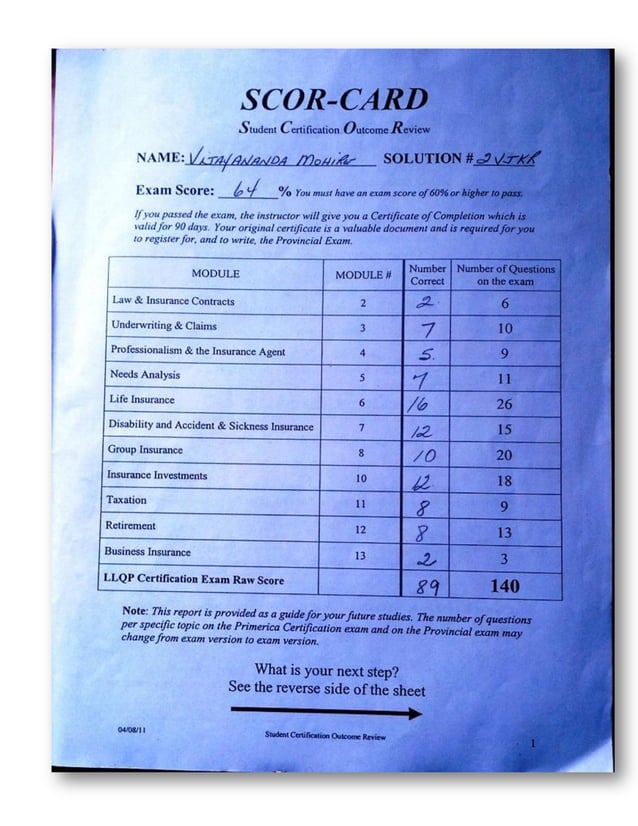 SCOR-CARD
Student Certification Outcome Review
NAME: VIJAYANANDA MOHIRE SOLUTION # 2VJKR
Exam Score: 64 % You must have an exam score of 60% or higher to pass.
If you passed the exam, the instructor will give you a Certificate of Completion which is
valid for 90 days. Your original certificate is a valuable document and is required for you
to register for, and to write, the Provincial Exam.
MODULE MODULE # Number Correct Number of Questions on the exam
Law & Insurance Contracts 2 2 6
Underwriting & Claims 3 7 10
Professionalism & the Insurance Agent 4 5 9
Needs Analysis 5 7 11
Life Insurance 6 16 26
Disability and Accident & Sickness Insurance 7 12 15
Group Insurance 8 10 20
Insurance Investments 10 12 18
Taxation 11 8 9
Retirement 12 8 13
Business Insurance 13 2 3
LLQP Certification Exam Raw Score 89 140
Note: This report is provided as a guide for your future studies. The number of questions
per specific topic on the Primerica Certification exam and on the Provincial exam may
change from exam version to exam version.
What is your next step?
See the reverse side of the sheet
04/08/11
Student Certification Outcome Review
1